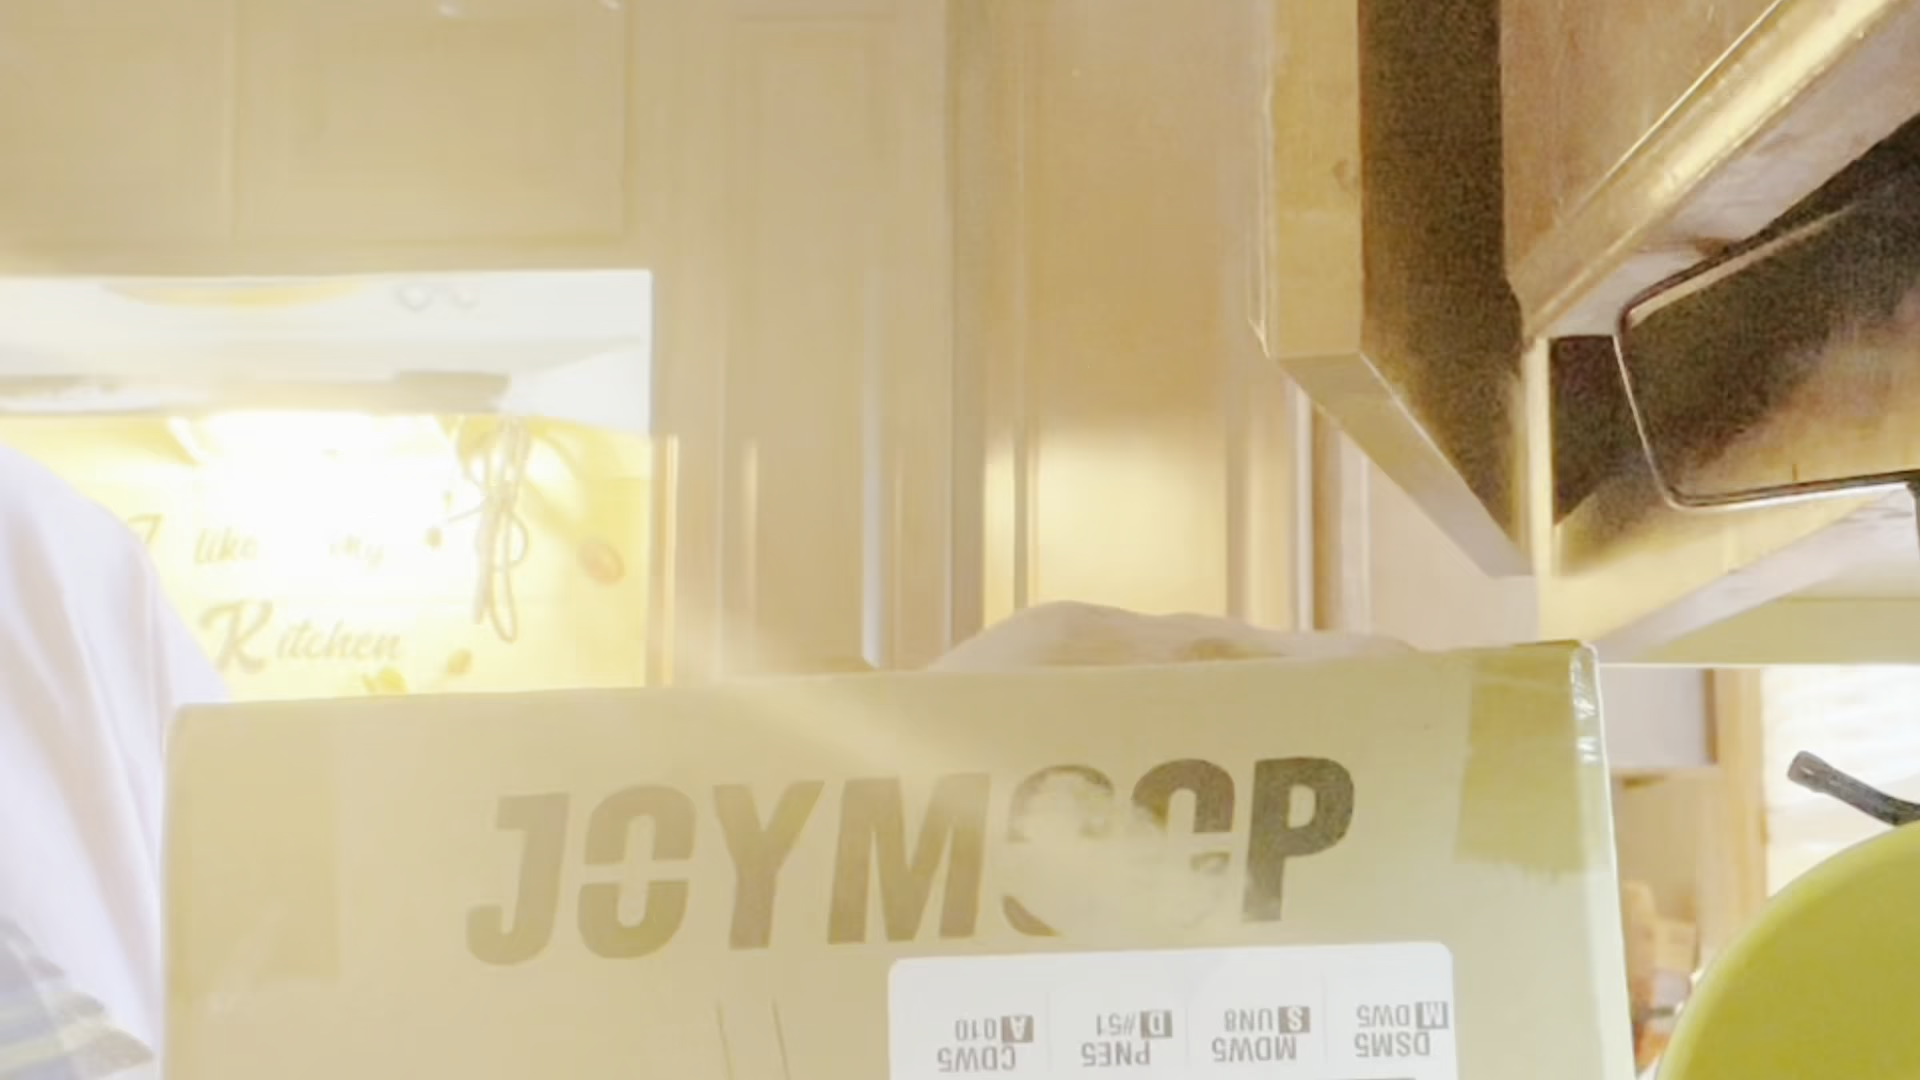 I like my
Kitchen
JOYMOOP
DSM5 MDW5 PNE5 CDW5
M DW5 S UN8 D //51 A 010